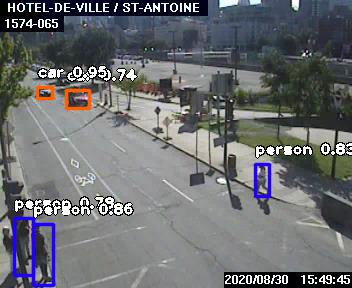 HOTEL-DE-VILLE / ST-ANTOINE
1574-065
car 0.95
0.74
person 0.83
person 0.79
person 0.86
2020/08/30 15:49:45